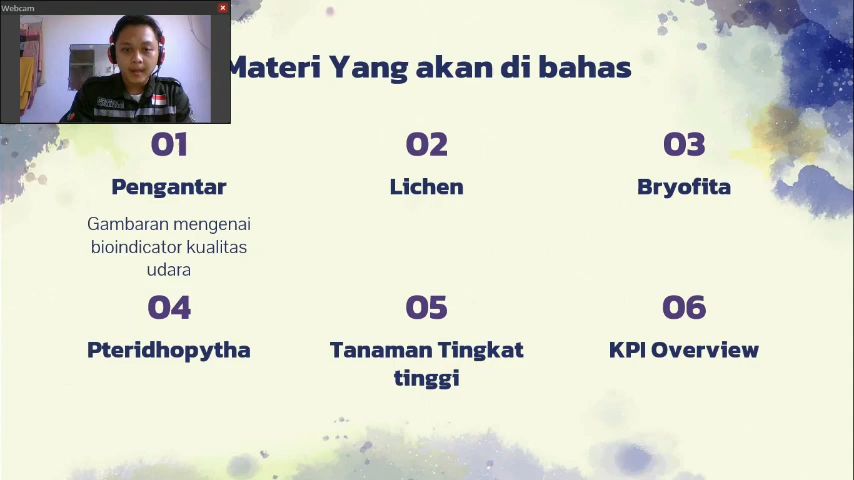 Webcam
Materi Yang akan di bahas
01
Pengantar
Gambaran mengenai
bioindicator kualitas
udara
02
Lichen
03
Bryofita
04
Pteridhopytha
05
Tanaman Tingkat
tinggi
06
KPI Overview